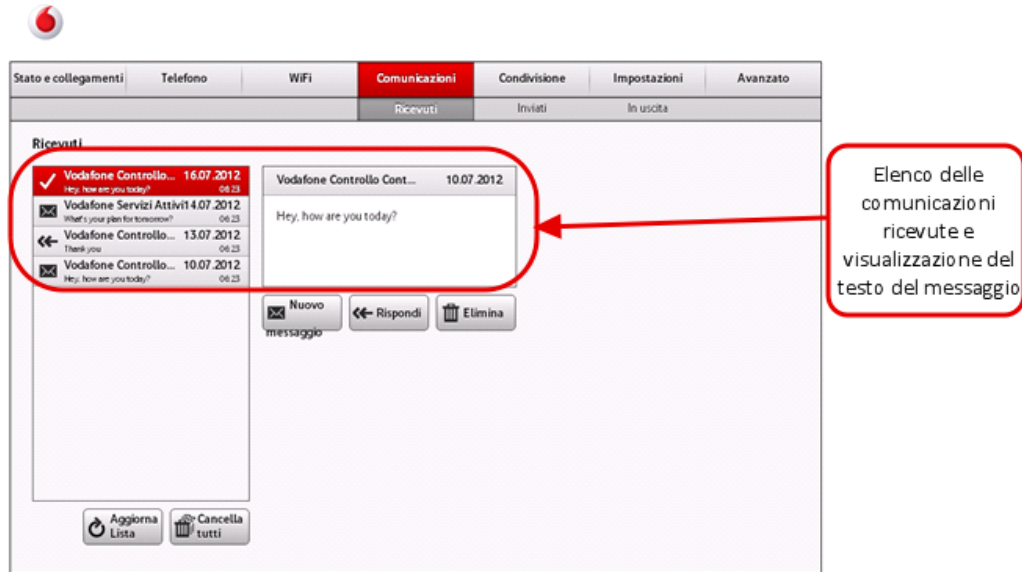 Stato e collegamenti Telefono WiFi Comunicazioni Condivisione Impostazioni Avanzato
Ricevuti Inviati In uscita
Ricevuti
Vodafone Controllo... 16.07.2012
Hey, how are you today? 06:23
Vodafone Servizi Attivi14.07.2012
What's your plan for tomorrow? 06:23
Vodafone Controllo... 13.07.2012
Thank you 06:23
Vodafone Controllo... 10.07.2012
Hey, how are you today? 06:23
Vodafone Controllo Cont... 10.07.2012
Hey, how are you today?
Nuovo
messaggio
Rispondi
Elimina
Aggiorna
Lista
Cancella
tutti
Elenco delle
comunicazioni
ricevute e
visualizzazione del
testo del messaggio